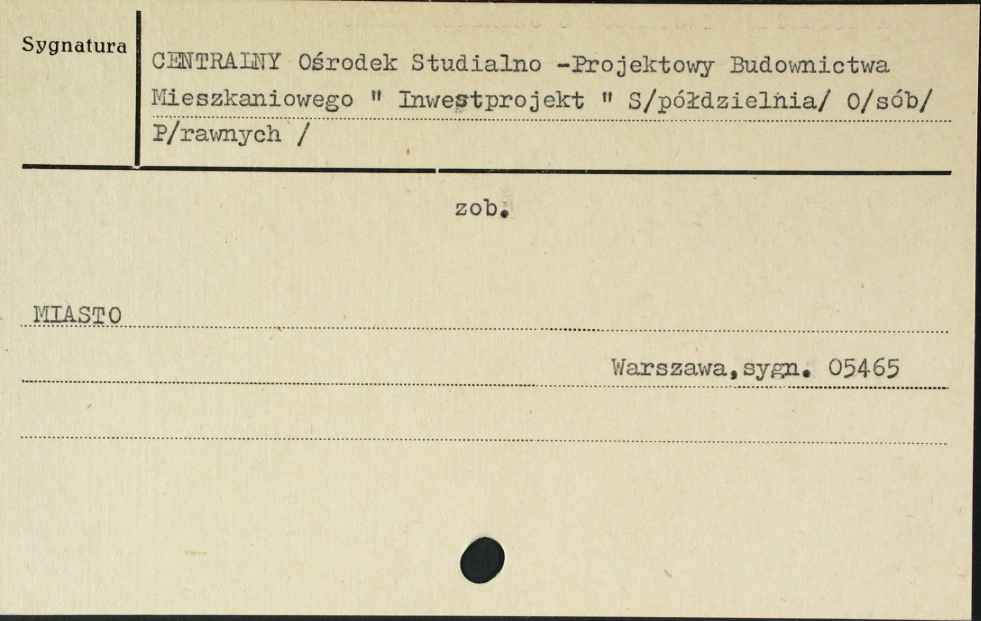 Sygnatura
CENTRALNY Ośrodek Studialno -Projektowy Budownictwa
Mieszkaniowego " Inwestprojekt " S/półdzielnia/ O/sób/
P/rawnych /
zob.
MIASTO
Warszawa,sygn. 05465